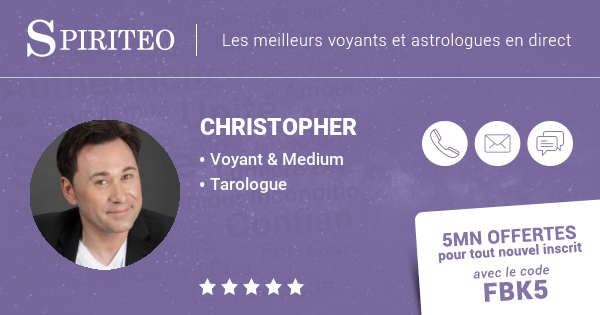 SPIRITEO
Les meilleurs voyants et astrologues en direct
CHRISTOPHER
• Voyant & Medium
• Tarologue
5MN OFFERTES
pour tout nouvel inscrit
avec le code
FBK5